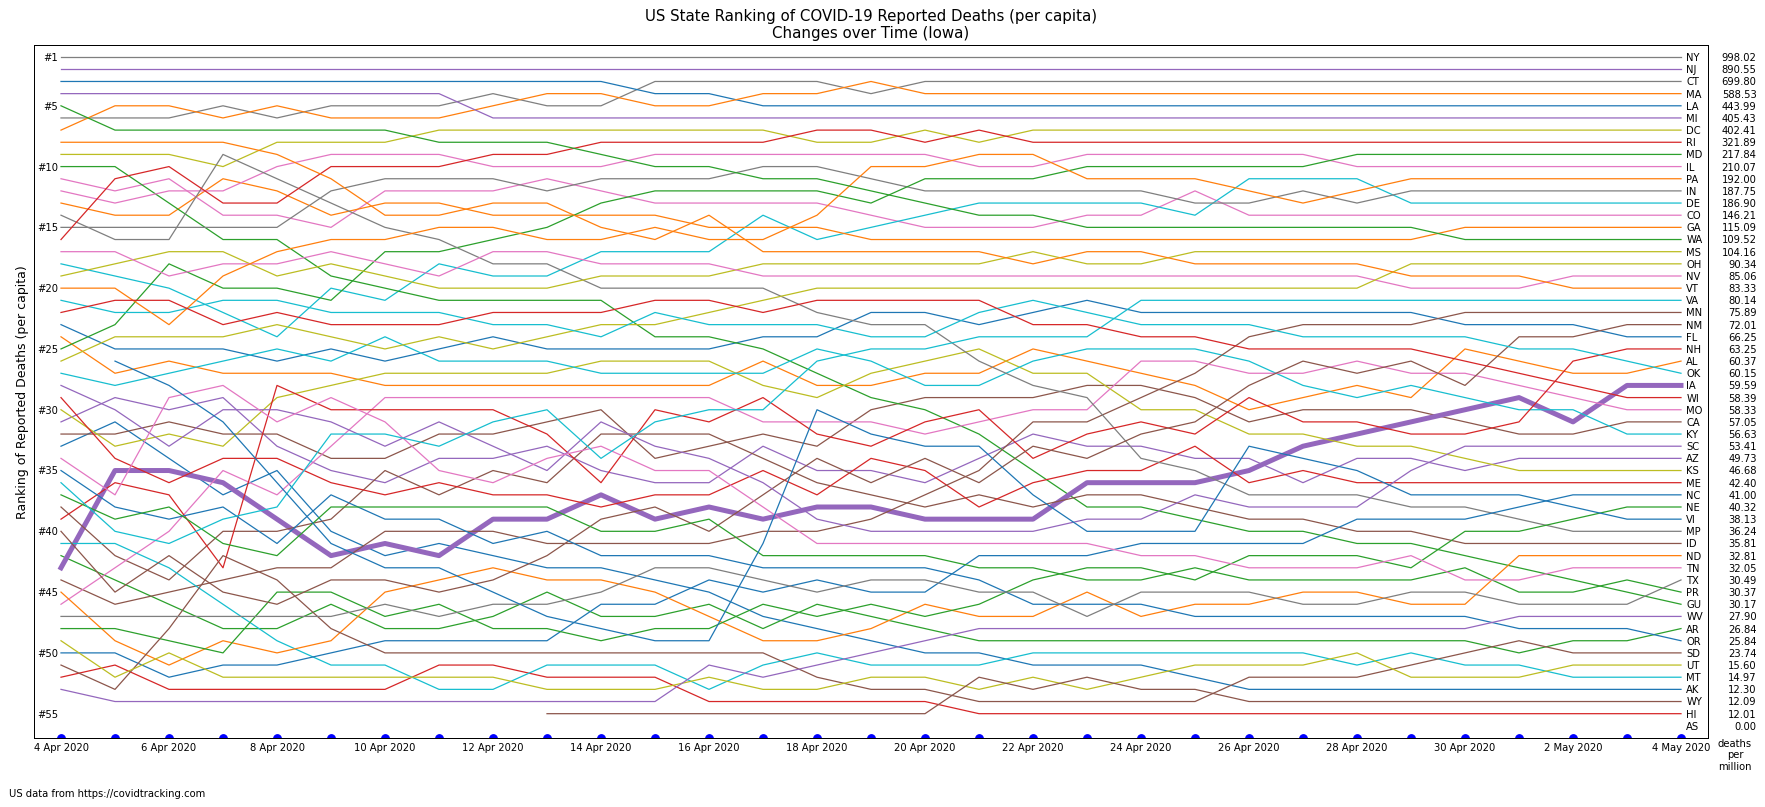 US State Ranking of COVID-19 Reported Deaths (per capita)
Changes over Time (Iowa)
Ranking of Reported Deaths (per capita)
#1
#5
#10
#15
#20
#25
#30
#35
#40
#45
#50
#55
NY 998.02
NJ 890.55
CT 699.80
MA 588.53
LA 443.99
MI 405.43
DC 402.41
RI 321.89
MD 217.84
IL 210.07
PA 192.00
IN 187.75
DE 186.90
CO 146.21
GA 115.09
WA 109.52
MS 104.16
OH 90.34
NV 85.06
VT 83.33
VA 80.14
MN 75.89
NM 72.01
FL 66.25
NH 63.25
AL 60.37
OK 60.15
IA 59.59
WI 58.39
MO 58.33
CA 57.05
KY 56.63
SC 53.41
AZ 49.73
KS 46.68
ME 42.40
NC 41.00
NE 40.32
VI 38.13
MP 36.24
ID 35.81
ND 32.81
TN 32.05
TX 30.49
PR 30.37
GU 30.17
WV 27.90
AR 26.84
OR 25.84
SD 23.74
UT 15.60
MT 14.97
AK 12.30
WY 12.09
HI 12.01
AS 0.00
4 Apr 2020 6 Apr 2020 8 Apr 2020 10 Apr 2020 12 Apr 2020 14 Apr 2020 16 Apr 2020 18 Apr 2020 20 Apr 2020 22 Apr 2020 24 Apr 2020 26 Apr 2020 28 Apr 2020 30 Apr 2020 2 May 2020 4 May 2020
deaths
per
million
US data from https://covidtracking.com